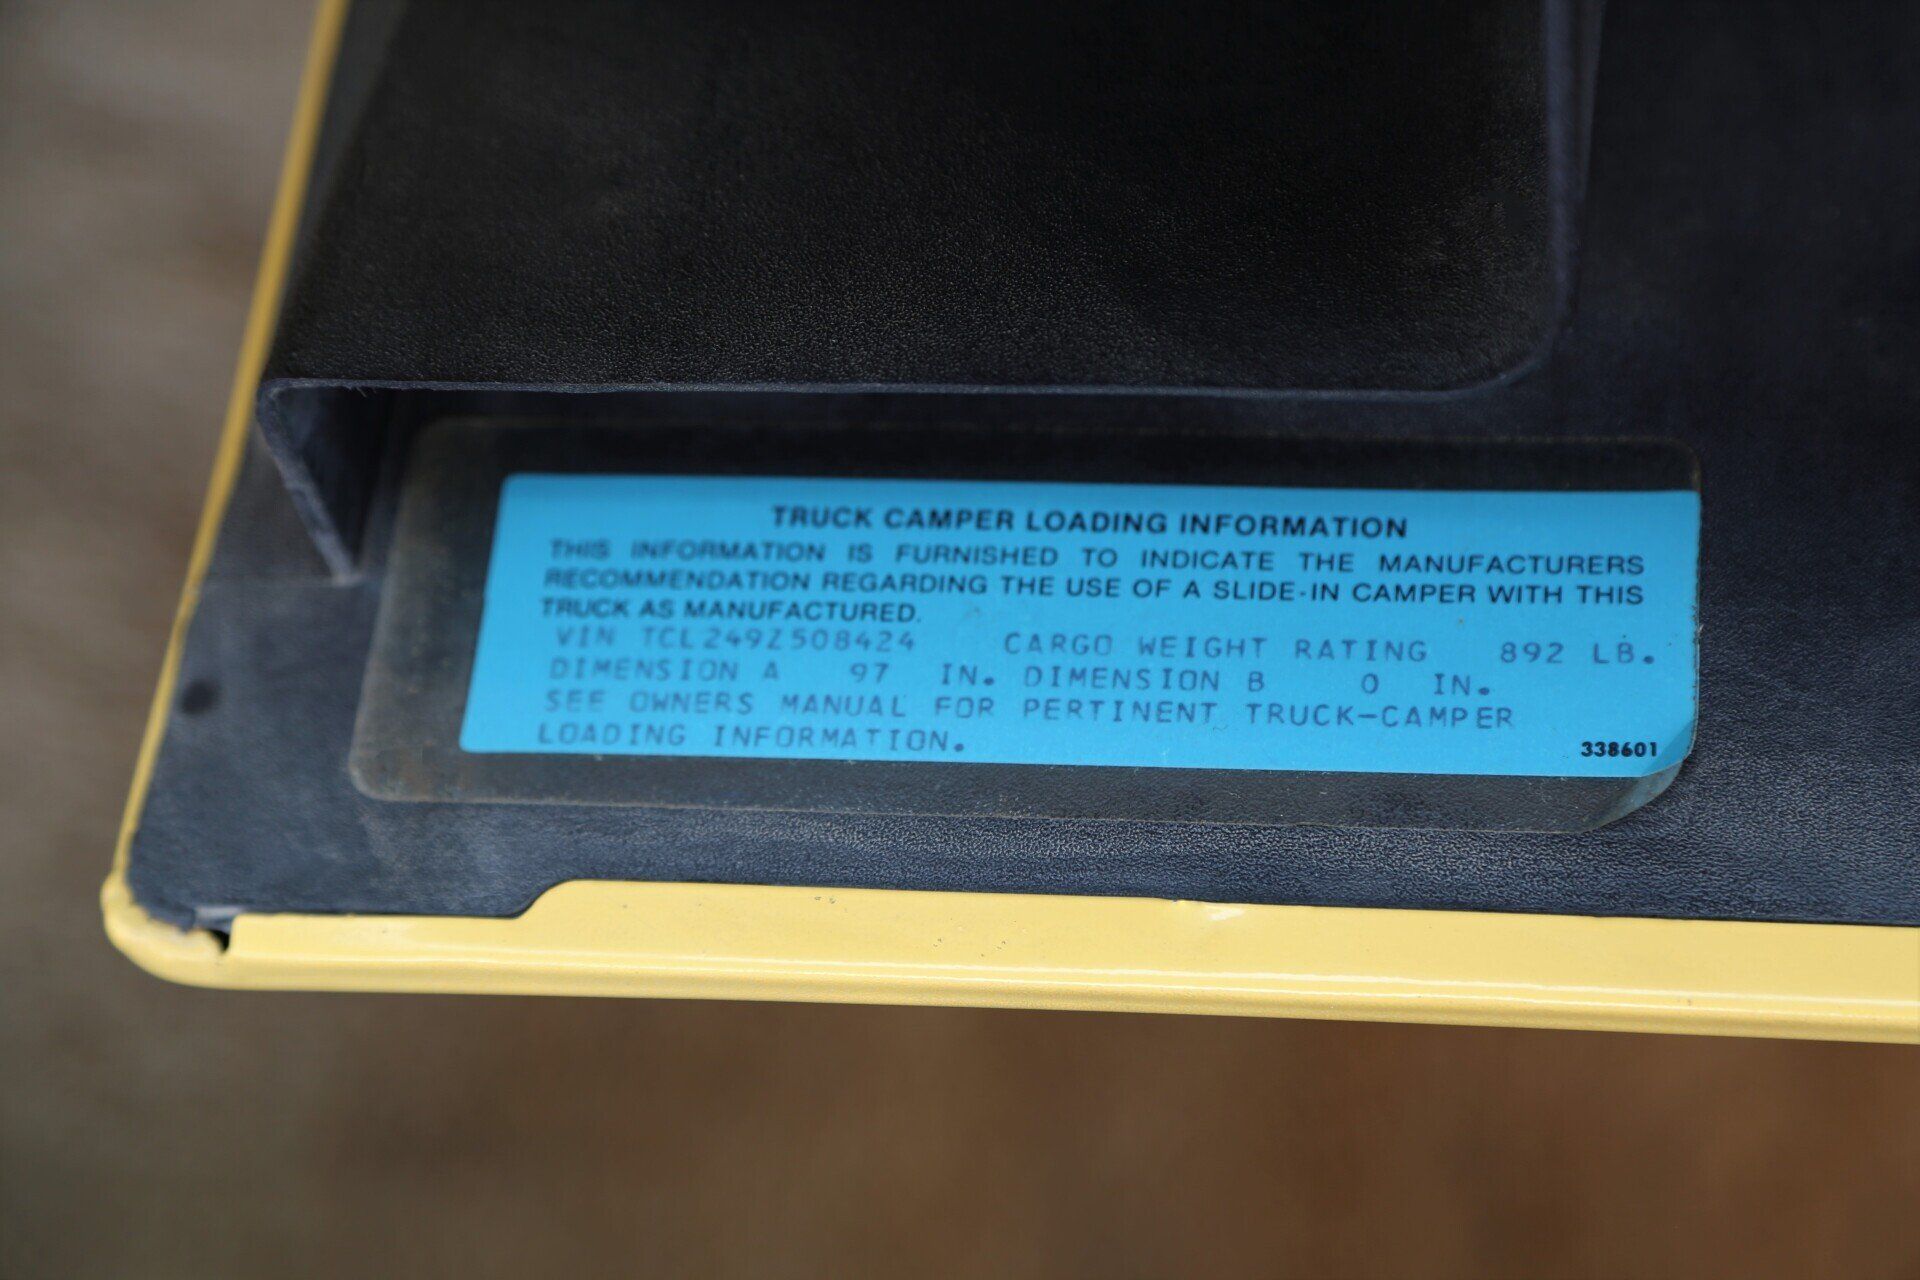 TRUCK CAMPER LOADING INFORMATION
THIS INFORMATION IS FURNISHED TO INDICATE THE MANUFACTURERS
RECOMMENDATION REGARDING THE USE OF A SLIDE-IN CAMPER WITH THIS
TRUCK AS MANUFACTURED.
VIN TCL249Z508424 CARGO WEIGHT RATING 892 LB.
DIMENSION A 97 IN. DIMENSION B 0 IN.
SEE OWNERS MANUAL FOR PERTINENT TRUCK-CAMPER
LOADING INFORMATION.
338601